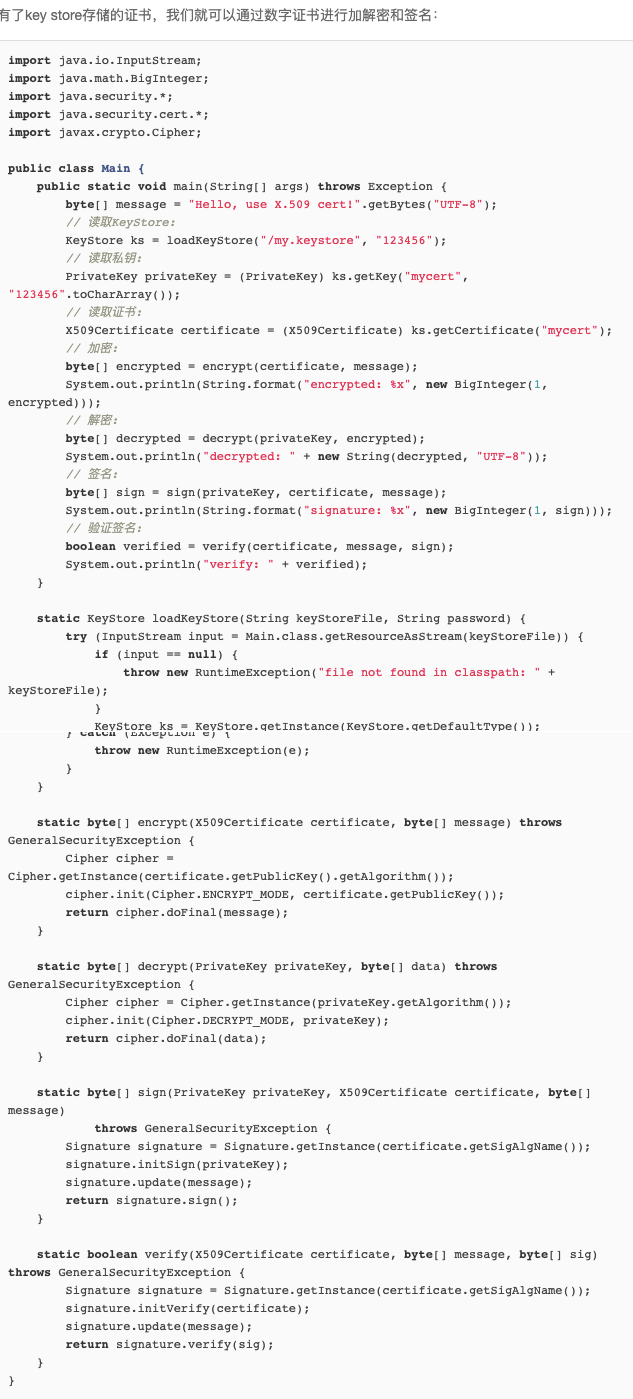 有了key store存储的证书，我们就可以通过数字证书进行加解密和签名：
import java.io.InputStream;
import java.math.BigInteger;
import java.security.*;
import java.security.cert.*;
import javax.crypto.Cipher;
public class Main {
    public static void main(String[] args) throws Exception {
        byte[] message = "Hello, use X.509 cert!".getBytes("UTF-8");
        // 读取KeyStore:
        KeyStore ks = loadKeyStore("/my.keystore", "123456");
        // 读取私钥:
        PrivateKey privateKey = (PrivateKey) ks.getKey("mycert",
"123456".toCharArray());
        // 读取证书:
        X509Certificate certificate = (X509Certificate) ks.getCertificate("mycert");
        // 加密:
        byte[] encrypted = encrypt(certificate, message);
        System.out.println(String.format("encrypted: %x", new BigInteger(1,
encrypted)));
        // 解密:
        byte[] decrypted = decrypt(privateKey, encrypted);
        System.out.println("decrypted: " + new String(decrypted, "UTF-8"));
        // 签名:
        byte[] sign = sign(privateKey, certificate, message);
        System.out.println(String.format("signature: %x", new BigInteger(1, sign)));
        // 验证签名:
        boolean verified = verify(certificate, message, sign);
        System.out.println("verify: " + verified);
    }
    static KeyStore loadKeyStore(String keyStoreFile, String password) {
        try (InputStream input = Main.class.getResourceAsStream(keyStoreFile)) {
            if (input == null) {
                throw new RuntimeException("file not found in classpath: " +
keyStoreFile);
            }
            KeyStore ks = KeyStore.getInstance(KeyStore.getDefaultType());
        } catch (Exception e) {
            throw new RuntimeException(e);
        }
    }
    static byte[] encrypt(X509Certificate certificate, byte[] message) throws
GeneralSecurityException {
        Cipher cipher =
Cipher.getInstance(certificate.getPublicKey().getAlgorithm());
        cipher.init(Cipher.ENCRYPT_MODE, certificate.getPublicKey());
        return cipher.doFinal(message);
    }
    static byte[] decrypt(PrivateKey privateKey, byte[] data) throws
GeneralSecurityException {
        Cipher cipher = Cipher.getInstance(privateKey.getAlgorithm());
        cipher.init(Cipher.DECRYPT_MODE, privateKey);
        return cipher.doFinal(data);
    }
    static byte[] sign(PrivateKey privateKey, X509Certificate certificate, byte[]
message)
            throws GeneralSecurityException {
        Signature signature = Signature.getInstance(certificate.getSigAlgName());
        signature.initSign(privateKey);
        signature.update(message);
        return signature.sign();
    }
    static boolean verify(X509Certificate certificate, byte[] message, byte[] sig)
throws GeneralSecurityException {
        Signature signature = Signature.getInstance(certificate.getSigAlgName());
        signature.initVerify(certificate);
        signature.update(message);
        return signature.verify(sig);
    }
}